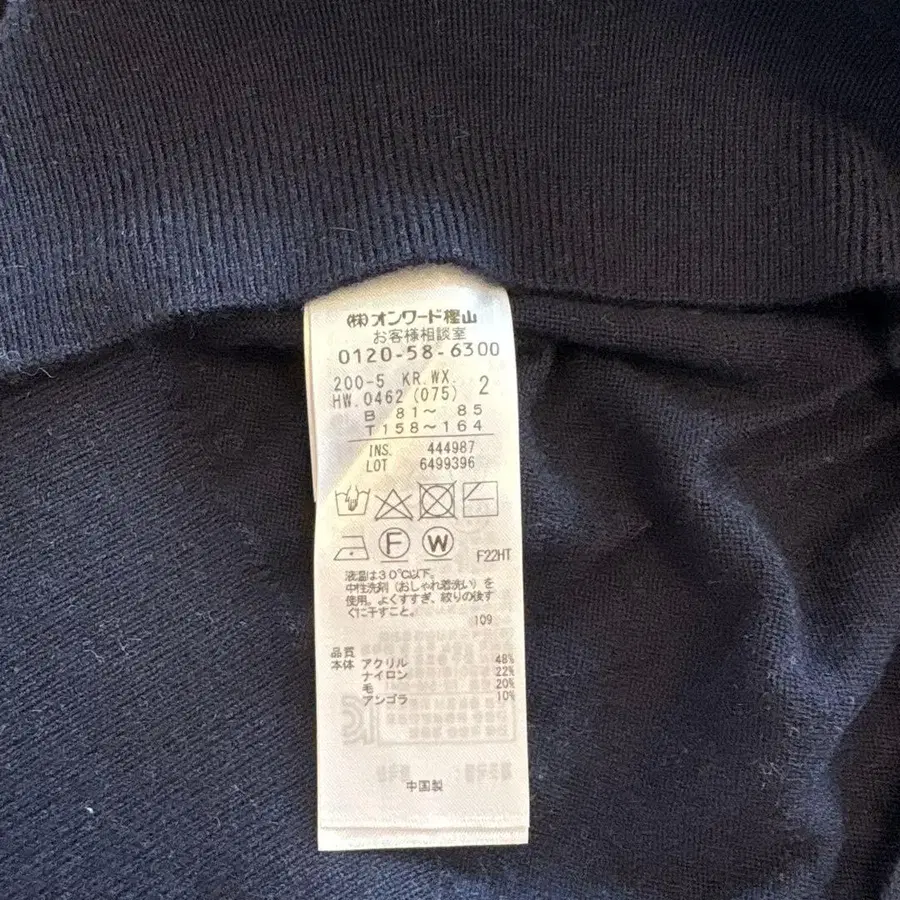 (株)オンワード樫山
お客様相談室
0120-58-6300
200-5 KR.WX. 2
HW.0462 (075)
B 81〜 85
T158〜164
INS. 444987
LOT 6499396
F W F22HT
液温は30℃以下。
中性洗剤(おしゃれ着洗い)を
使用。よくすすぎ、絞りの後す
ぐに干すこと。
109
品質
本体 アクリル 48%
ナイロン 22%
毛 20%
アンゴラ 10%
中国製